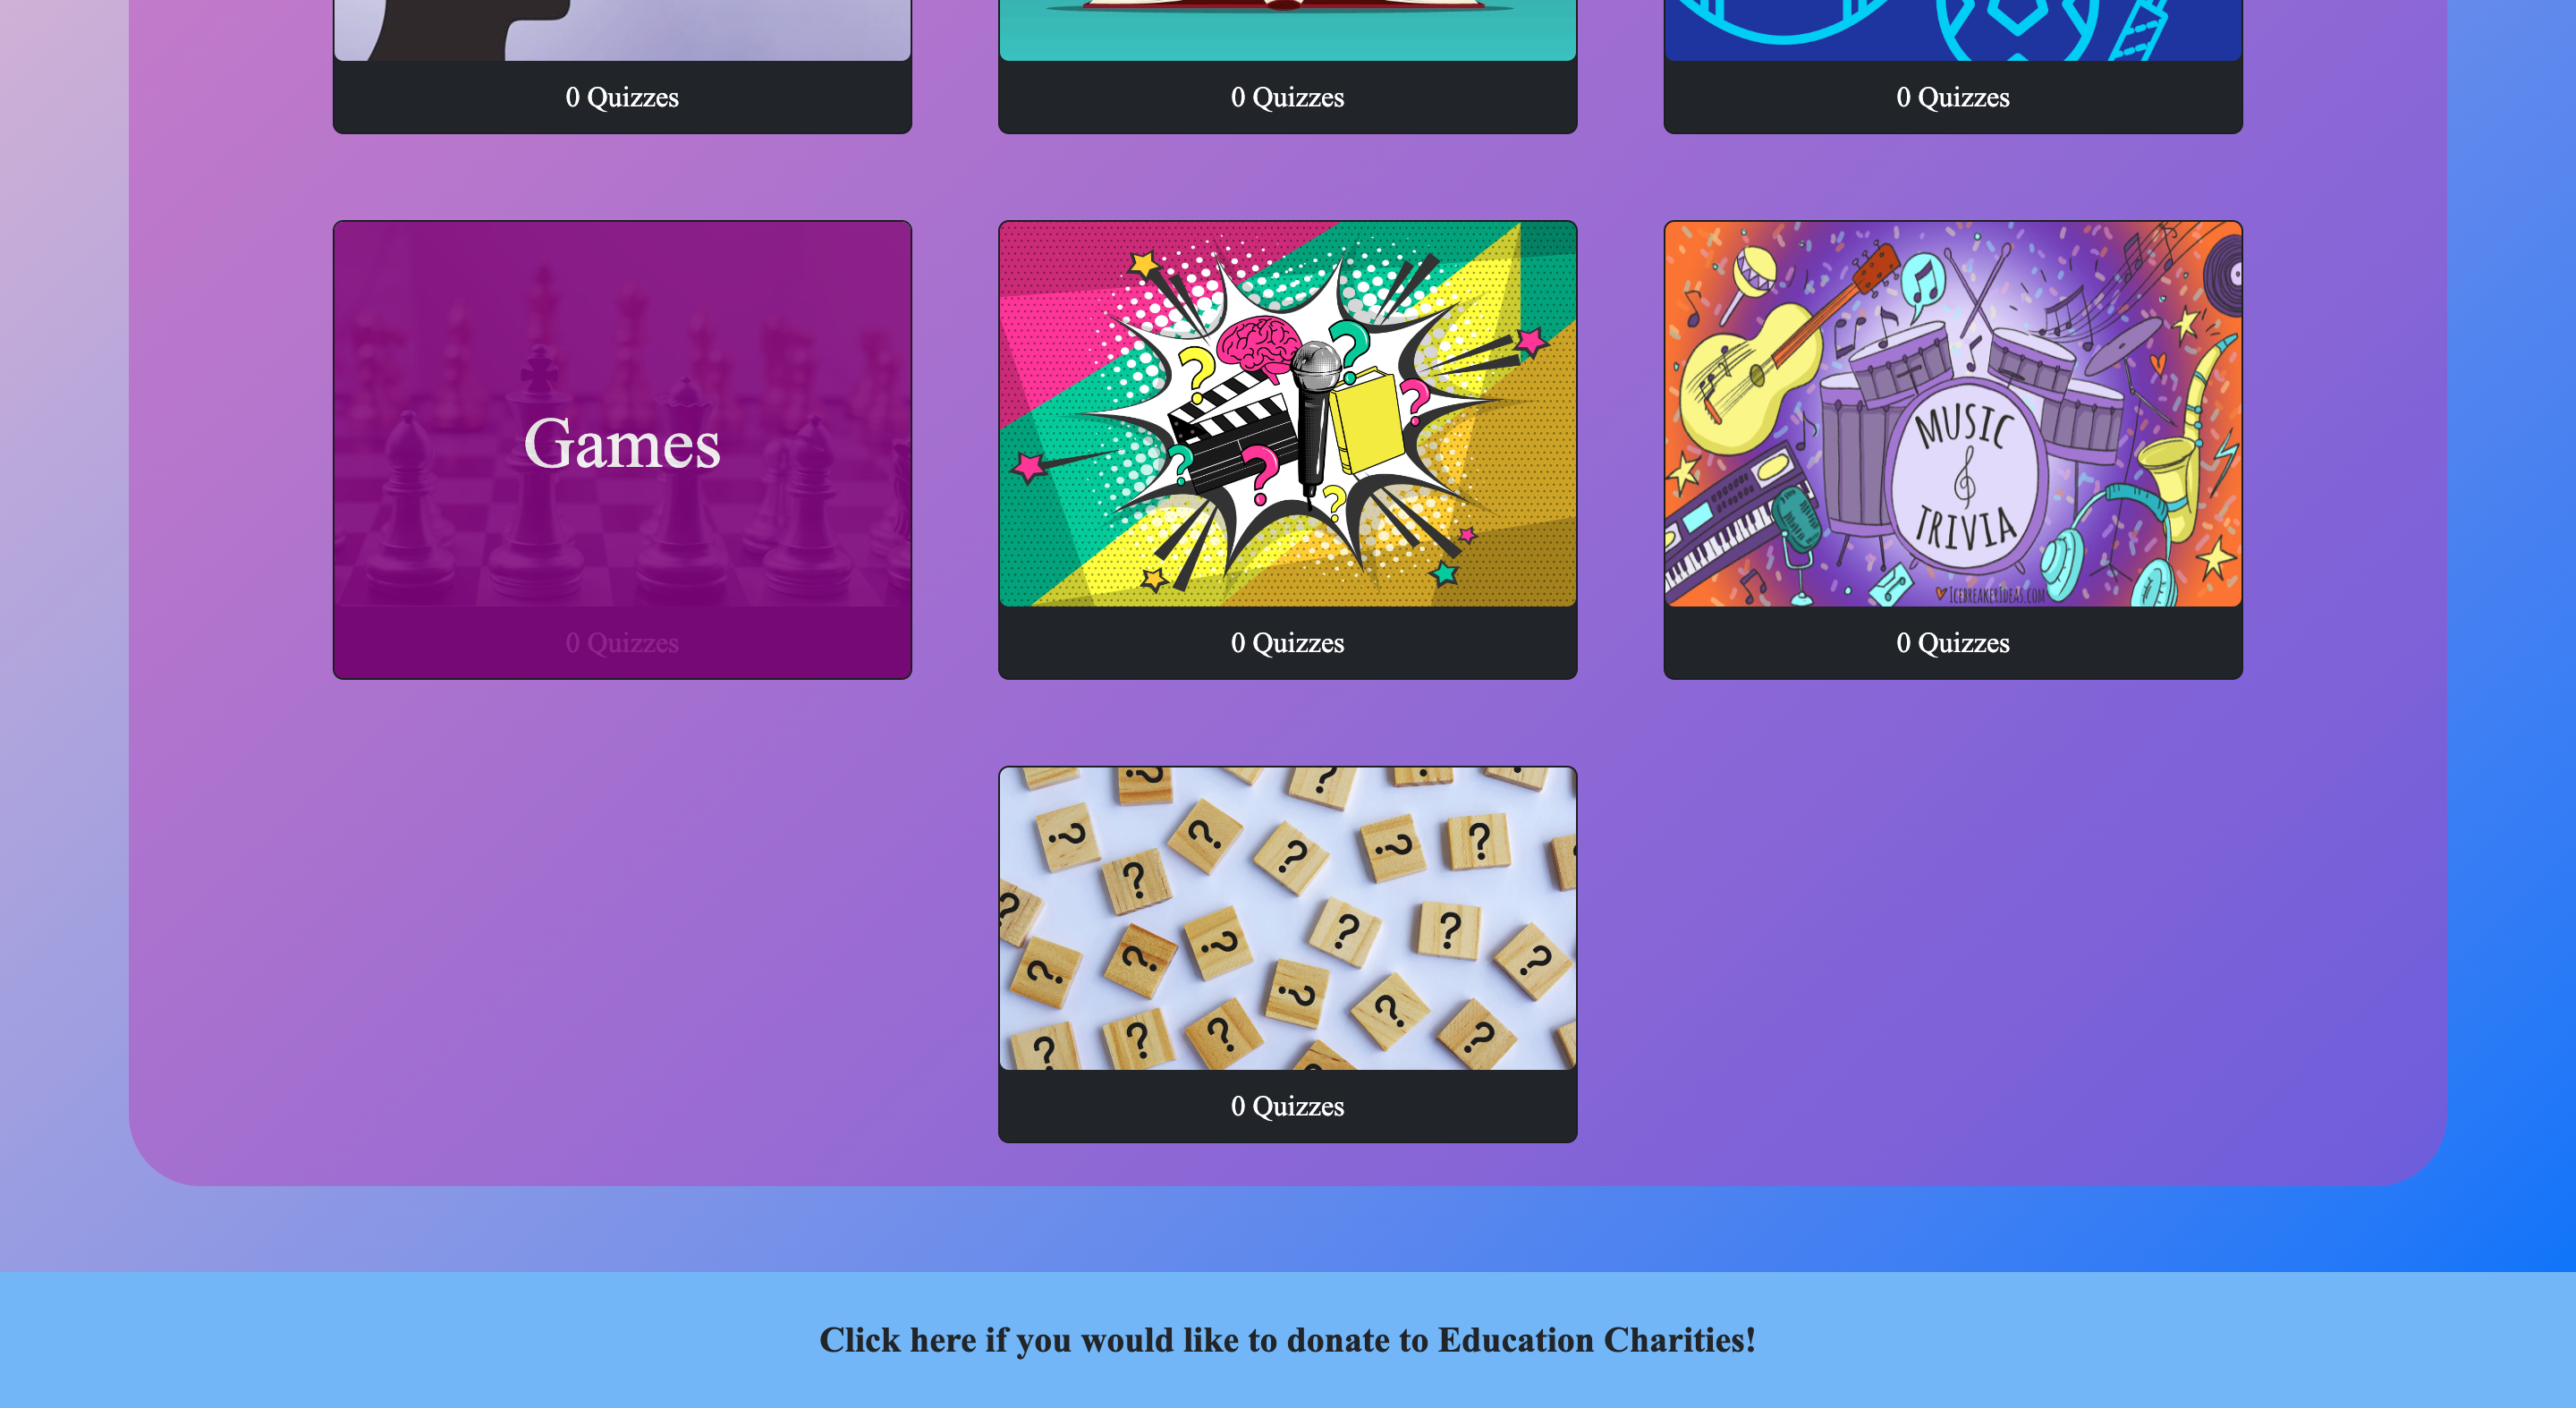 0 Quizzes
0 Quizzes
0 Quizzes
Games
0 Quizzes
? ? ? ? ?
0 Quizzes
MUSIC
TRIVIA
ICEBREAKERIDEAS.COM
0 Quizzes
? ? ?
? ? ? ? ?
? ?
? ? ? ?
? ? ?
? ? ?
? ? ? ?
?
0 Quizzes
Click here if you would like to donate to Education Charities!